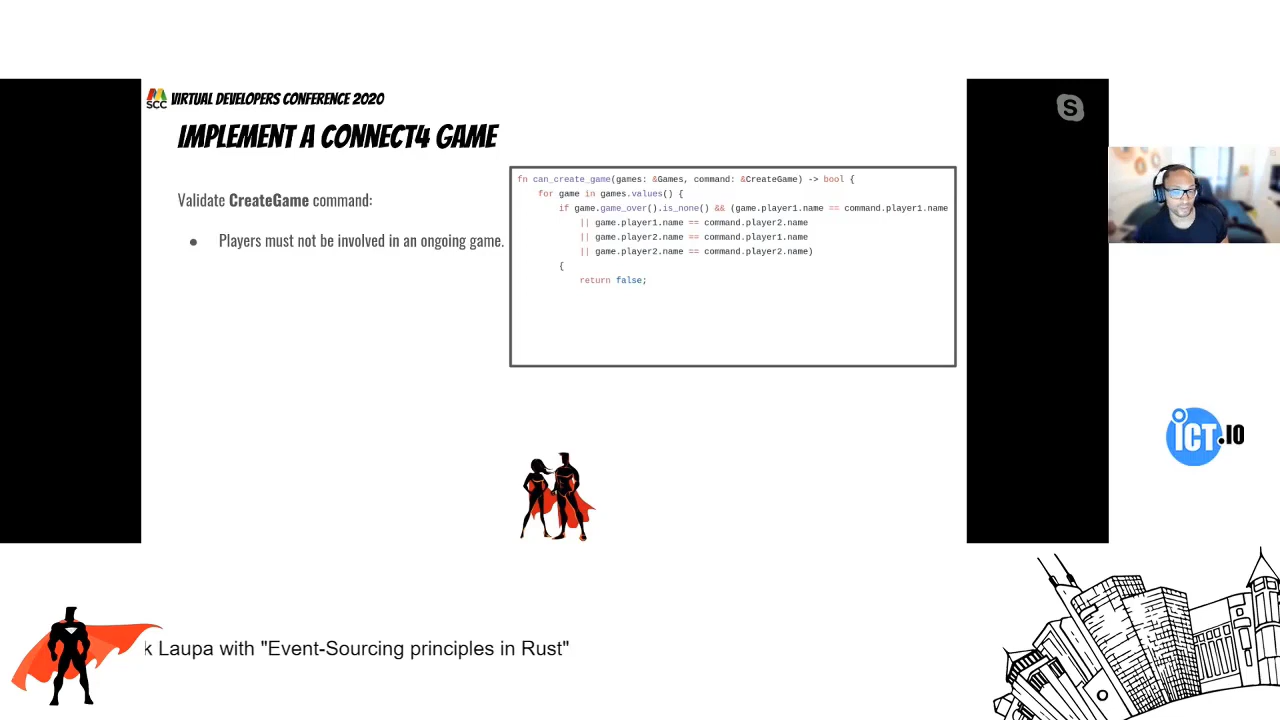 SCC VIRTUAL DEVELOPERS CONFERENCE 2020
IMPLEMENT A CONNECT4 GAME
Validate CreateGame command:
● Players must not be involved in an ongoing game.
fn can_create_game(games: &Games, command: &CreateGame) -> bool {
for game in games.values() {
if game.game_over().is_none() && (game.player1.name == command.player1.name
|| game.player1.name == command.player2.name
|| game.player2.name == command.player1.name
|| game.player2.name == command.player2.name)
{
return false;
S
iCT.IO
k Laupa with "Event-Sourcing principles in Rust"